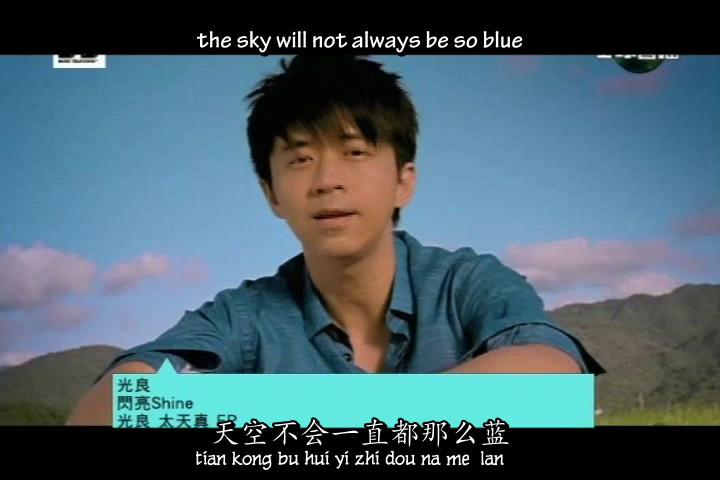 the sky will not always be so blue
光良
閃亮Shine
光良 太天真 EP
天空不会一直都那么蓝
tian kong bu hui yi zhi dou na me lan